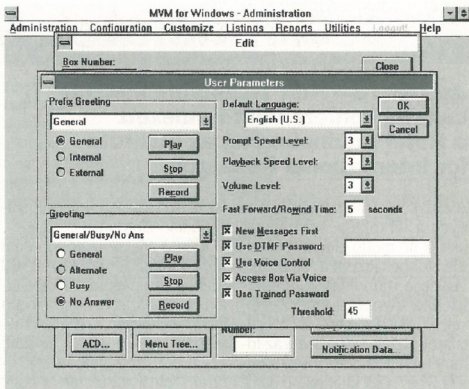 MVM for Windows - Administration
Administration Configuration Customize Listings Reports Utilities Logout! Help
Edit
Box Number:
Close
User Parameters
Prefix Greeting
General
General
Internal
External
Play
Stop
Record
Greeting
General/Busy/No Ans
General
Alternate
Busy
No Answer
Play
Stop
Record
Default Language:
English (U.S.)
Prompt Speed Level: 3
Playback Speed Level: 3
Volume Level: 3
Fast Forward/Rewind Time: 5 seconds
New Messages First
Use DTMF Password:
Use Voice Control
Access Box Via Voice
Use Trained Password
Threshold: 45
OK
Cancel
ACD...
Menu Tree...
Number:
Notification Data...